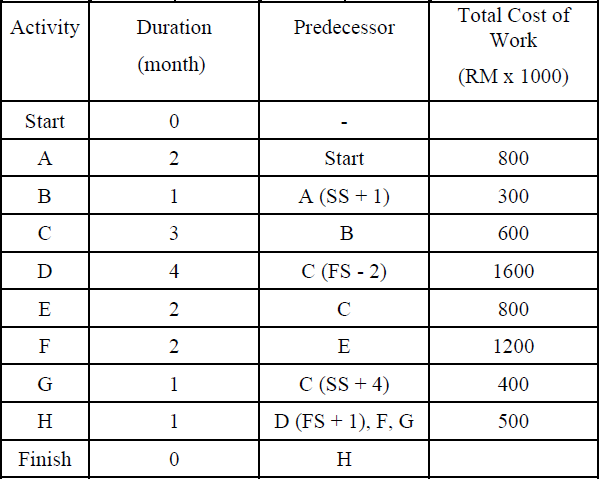 Activity Duration (month) Predecessor Total Cost of Work (RM x 1000)
Start 0 -
A 2 Start 800
B 1 A (SS + 1) 300
C 3 B 600
D 4 C (FS - 2) 1600
E 2 C 800
F 2 E 1200
G 1 C (SS + 4) 400
H 1 D (FS + 1), F, G 500
Finish 0 H